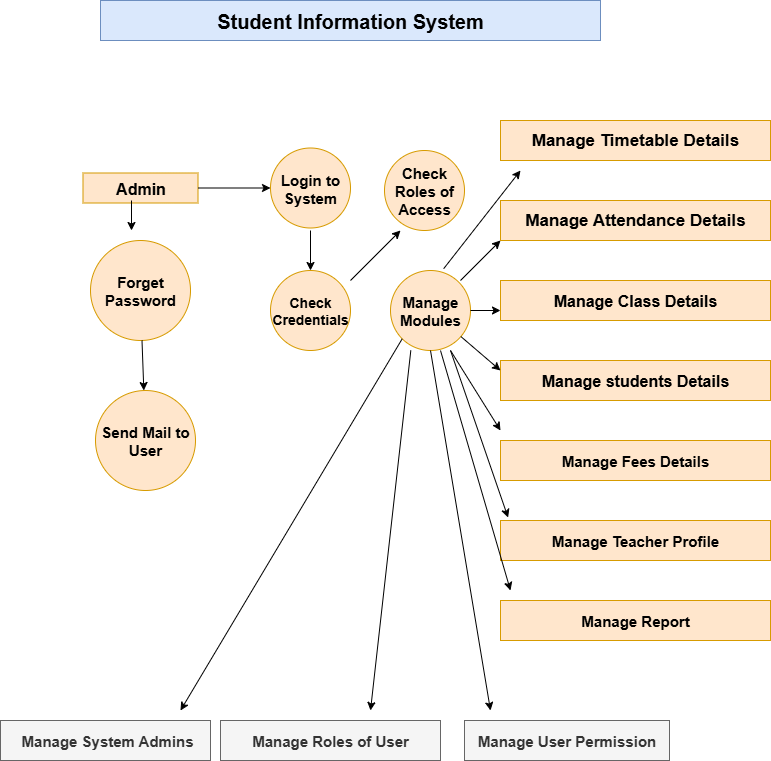 Student Information System
Admin
Login to
System
Check
Roles of
Access
Forget
Password
Check
Credentials
Manage
Modules
Send Mail to
User
Manage Timetable Details
Manage Attendance Details
Manage Class Details
Manage students Details
Manage Fees Details
Manage Teacher Profile
Manage Report
Manage System Admins
Manage Roles of User
Manage User Permission